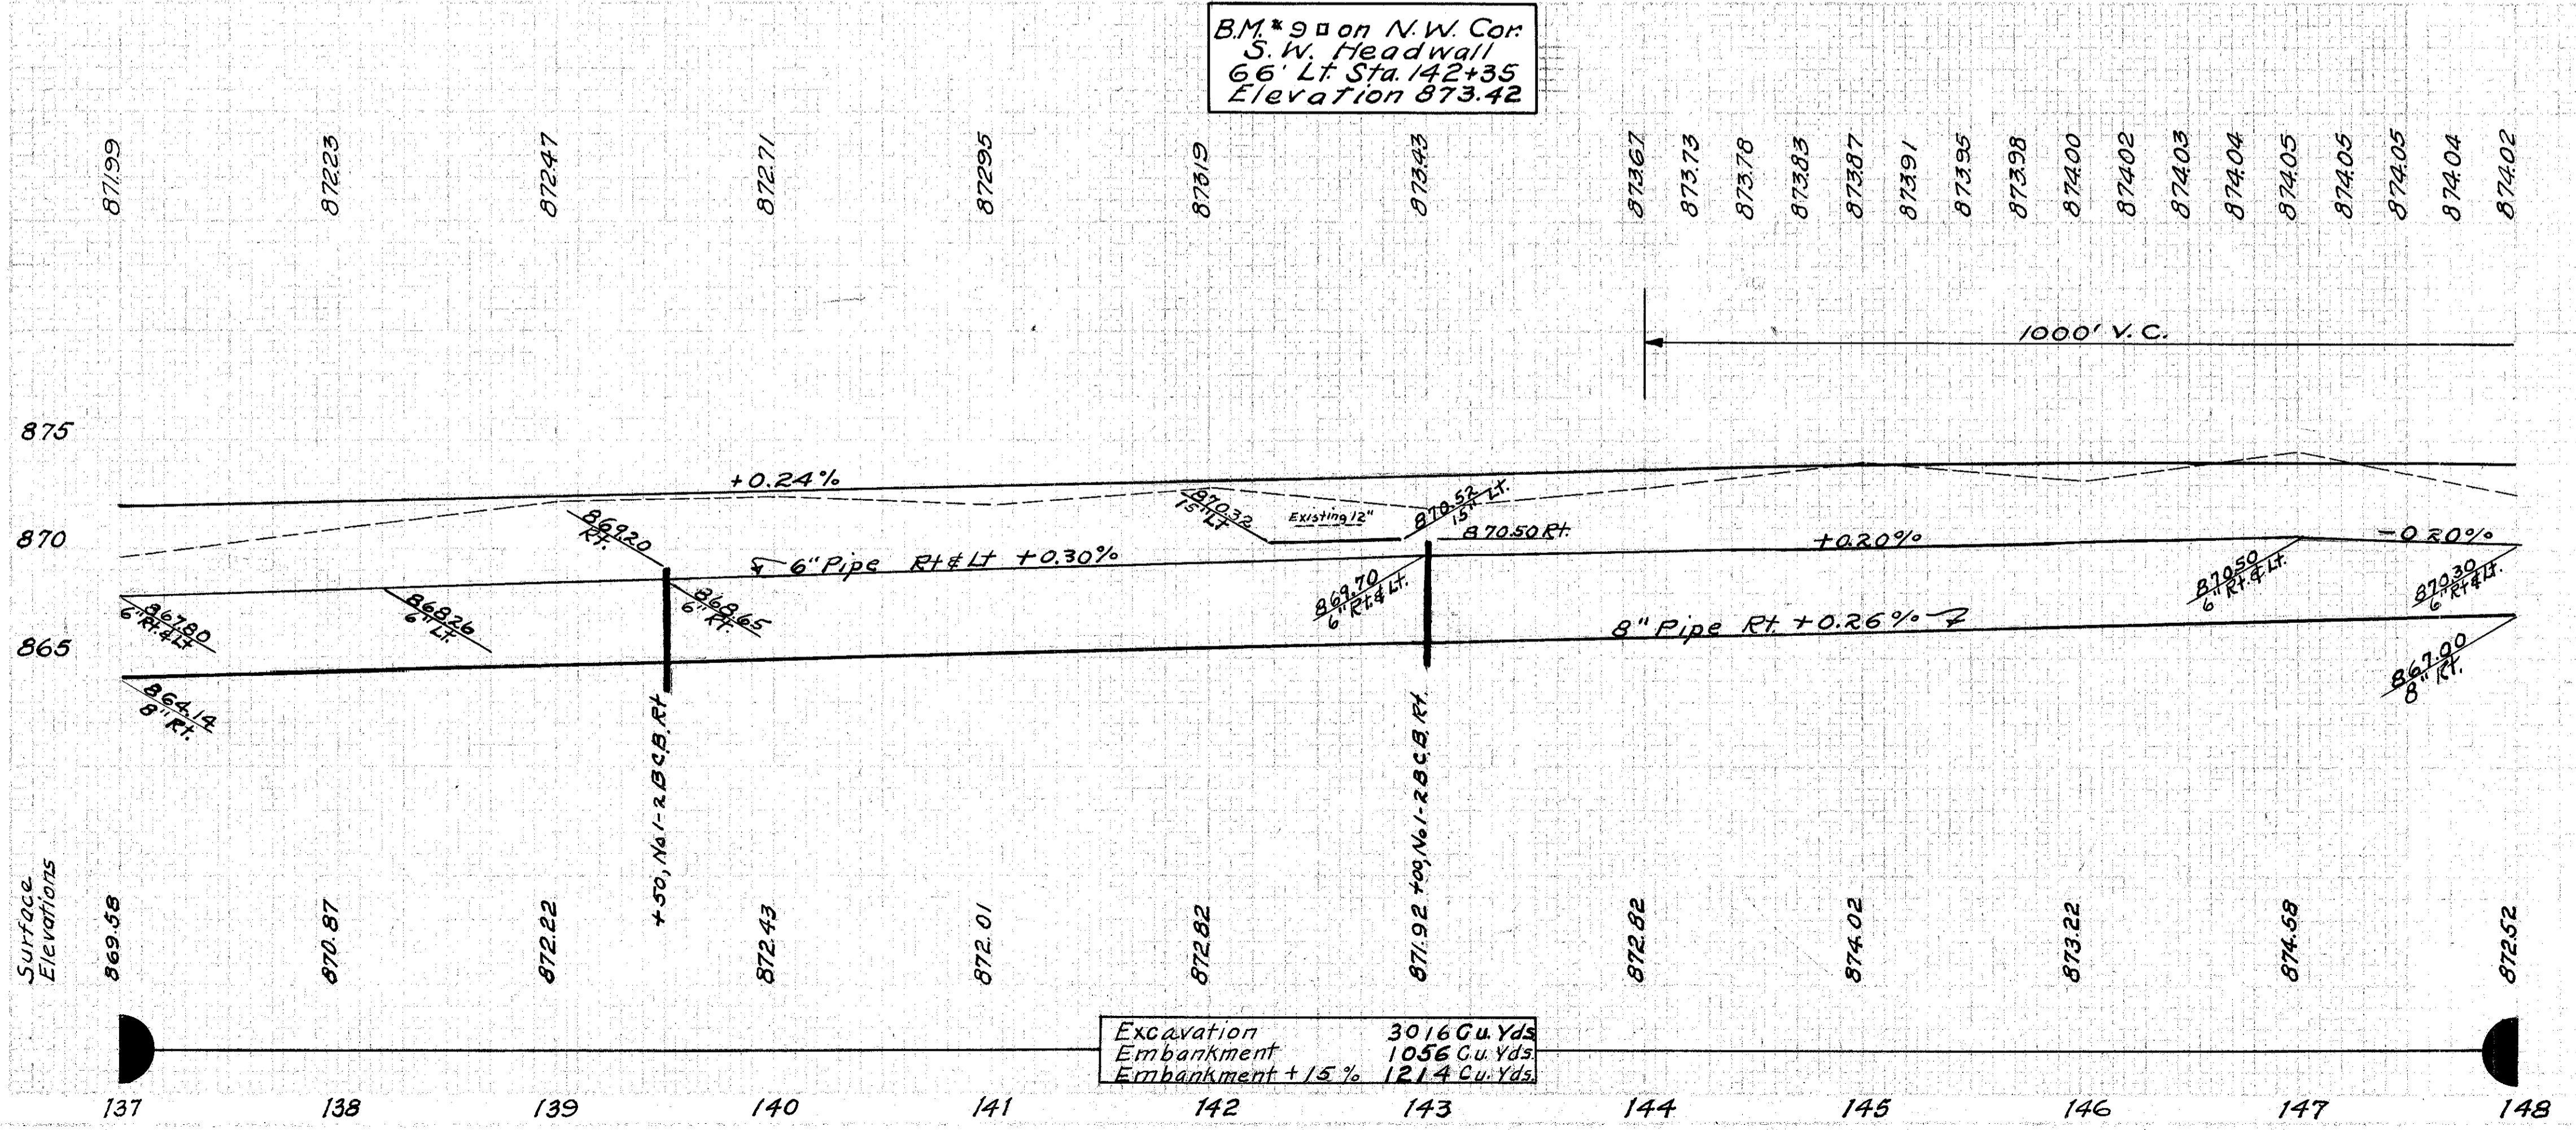 B.M.#9 □ on N.W. Cor.
S.W. Headwall
66' Lt. Sta. 142+35
Elevation 873.42
871.99
872.23
872.47
872.71
872.95
873.19
873.43
873.67
873.73
873.78
873.83
873.87
873.91
873.95
873.98
874.00
874.02
874.03
874.04
874.05
874.05
874.05
874.04
874.02
1000' V.C.
875
870
865
+0.24%
869.20
Rt.
870.32
15" Lt
Existing 12"
870.52
15" Lt.
870.50 Rt.
6" Pipe Rt & Lt +0.30%
+0.20%
-0.20%
867.80
6" Rt. & Lt
868.26
6" Lt.
868.65
6" Rt.
869.70
6" Rt. & Lt.
870.50
6" Rt. & Lt.
870.30
6" Rt & Lt.
8" Pipe Rt. +0.26%
864.14
8" Rt.
867.00
8" Rt.
+50, No.1-2B C.B. Rt
+00, No.1-2B C.B. Rt.
Surface
Elevations
869.58
870.87
872.22
872.43
872.01
872.82
871.92
872.82
874.02
873.22
874.58
872.52
Excavation 3016 Cu. Yds
Embankment 1056 Cu. Yds.
Embankment + 15% 1214 Cu. Yds.
137 138 139 140 141 142 143 144 145 146 147 148